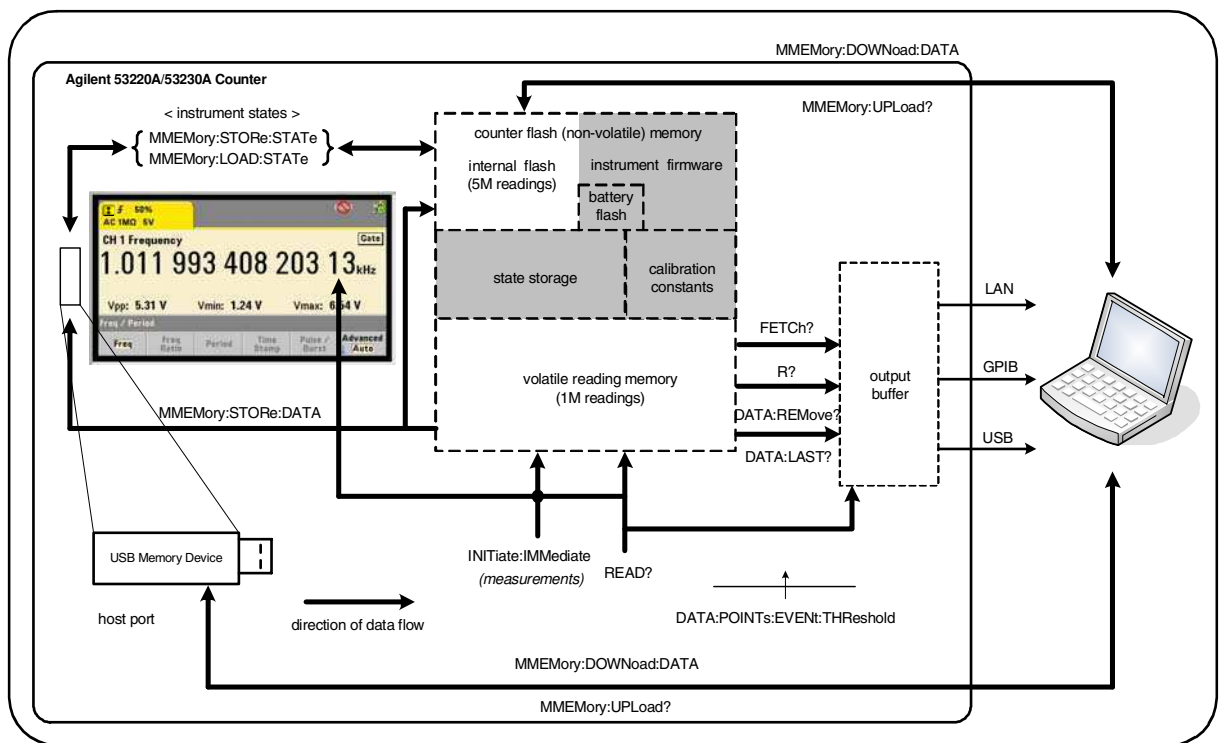 MMEMory:DOWNoad:DATA
Agilent 53220A/53230A Counter
MMEMory:UPLoad?
< instrument states >
MMEMory:STORe:STATe
MMEMory:LOAD:STATe
counter flash (non-volatile) memory
internal flash
(5M readings)
instrument firmware
battery
flash
state storage
calibration
constants
50%
AC 1MΩ 5V
CH 1 Frequency
Gate
1.011 993 408 203 13kHz
Vpp: 5.31 V
Vmin: 1.24 V
Vmax: 6.54 V
Freq / Period
Freq
Freq
Ratio
Period
Time
Stamp
Pulse /
Burst
Advanced
Auto
MMEMory:STORe:DATA
volatile reading memory
(1M readings)
FETCh?
R?
DATA:REMove?
DATA:LAST?
output
buffer
LAN
GPIB
USB
USB Memory Device
host port
direction of data flow
INITiate:IMMediate
(measurements)
READ?
DATA:POINTs:EVENt:THReshold
MMEMory:DOWNoad:DATA
MMEMory:UPLoad?